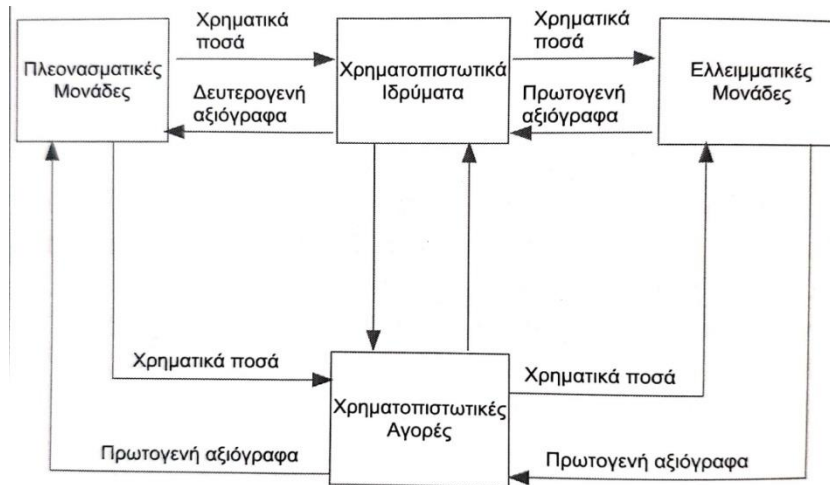 Χρηματικά
ποσά
Χρηματικά
ποσά
Πλεονασματικές
Μονάδες
Χρηματοπιστωτικά
Ιδρύματα
Ελλειμματικές
Μονάδες
Δευτερογενή
αξιόγραφα
Πρωτογενή
αξιόγραφα
Χρηματικά ποσά
Χρηματικά ποσά
Χρηματοπιστωτικές
Αγορές
Πρωτογενή αξιόγραφα
Πρωτογενή αξιόγραφα